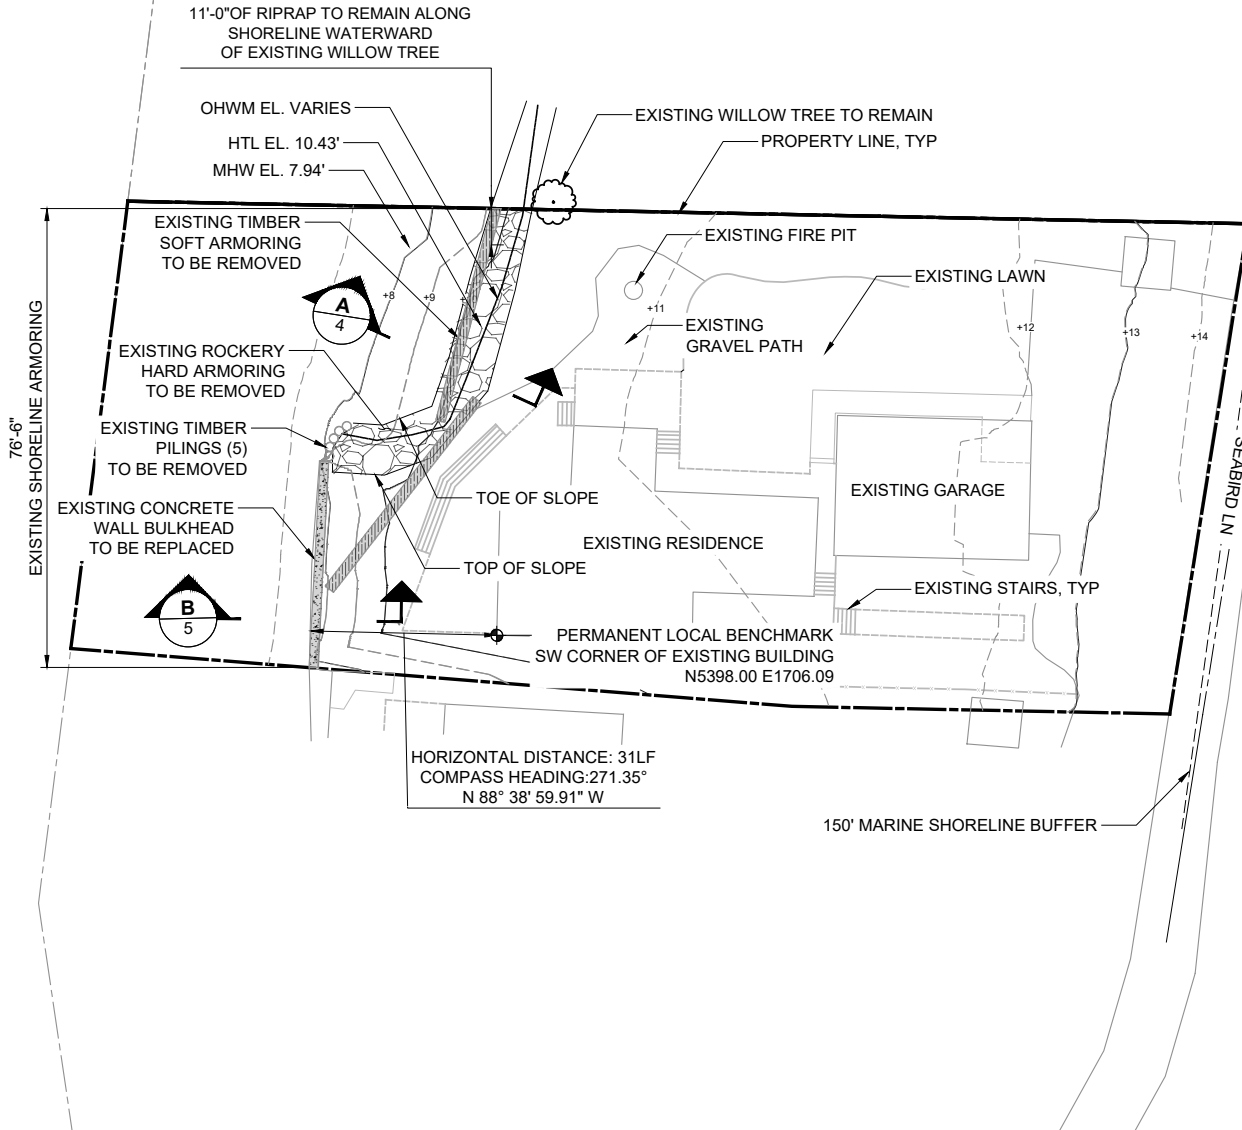 11'-0"OF RIPRAP TO REMAIN ALONG
SHORELINE WATERWARD
OF EXISTING WILLOW TREE
OHWM EL. VARIES
HTL EL. 10.43'
MHW EL. 7.94'
EXISTING WILLOW TREE TO REMAIN
PROPERTY LINE, TYP
EXISTING TIMBER
SOFT ARMORING
TO BE REMOVED
EXISTING FIRE PIT
EXISTING LAWN
+8
+9
+11
+12
+13
+14
A
4
EXISTING
GRAVEL PATH
EXISTING ROCKERY
HARD ARMORING
TO BE REMOVED
76'-6"
EXISTING SHORELINE ARMORING
EXISTING TIMBER
PILINGS (5)
TO BE REMOVED
SEABIRD LN
TOE OF SLOPE
EXISTING GARAGE
EXISTING CONCRETE
WALL BULKHEAD
TO BE REPLACED
EXISTING RESIDENCE
TOP OF SLOPE
EXISTING STAIRS, TYP
B
5
PERMANENT LOCAL BENCHMARK
SW CORNER OF EXISTING BUILDING
N5398.00 E1706.09
HORIZONTAL DISTANCE: 31LF
COMPASS HEADING:271.35°
N 88° 38' 59.91" W
150' MARINE SHORELINE BUFFER